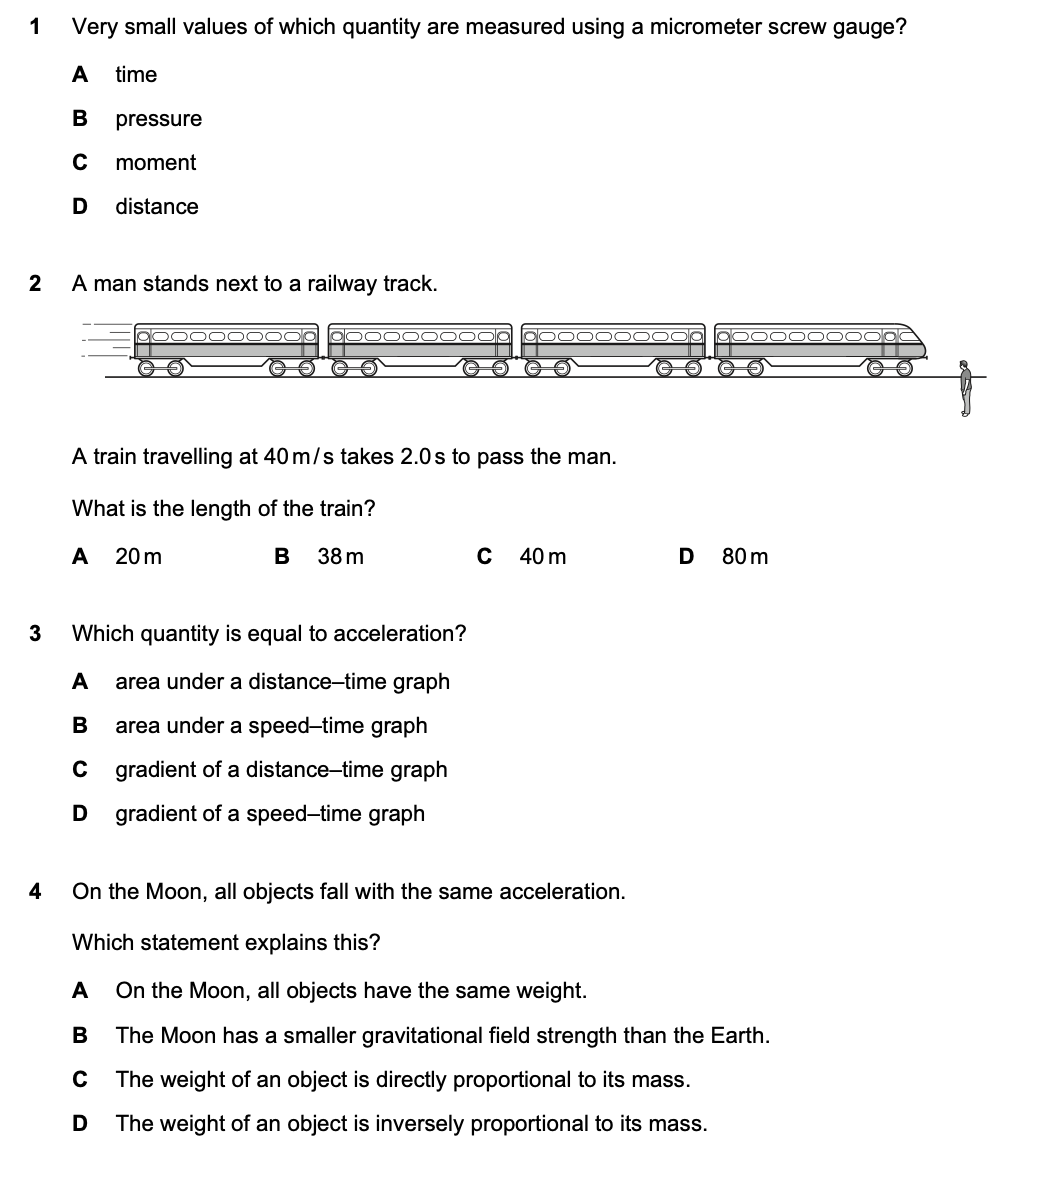 1 Very small values of which quantity are measured using a micrometer screw gauge?
A time
B pressure
C moment
D distance
2 A man stands next to a railway track.
A train travelling at 40 m / s takes 2.0 s to pass the man.
What is the length of the train?
A 20 m B 38 m C 40 m D 80 m
3 Which quantity is equal to acceleration?
A area under a distance–time graph
B area under a speed–time graph
C gradient of a distance–time graph
D gradient of a speed–time graph
4 On the Moon, all objects fall with the same acceleration.
Which statement explains this?
A On the Moon, all objects have the same weight.
B The Moon has a smaller gravitational field strength than the Earth.
C The weight of an object is directly proportional to its mass.
D The weight of an object is inversely proportional to its mass.